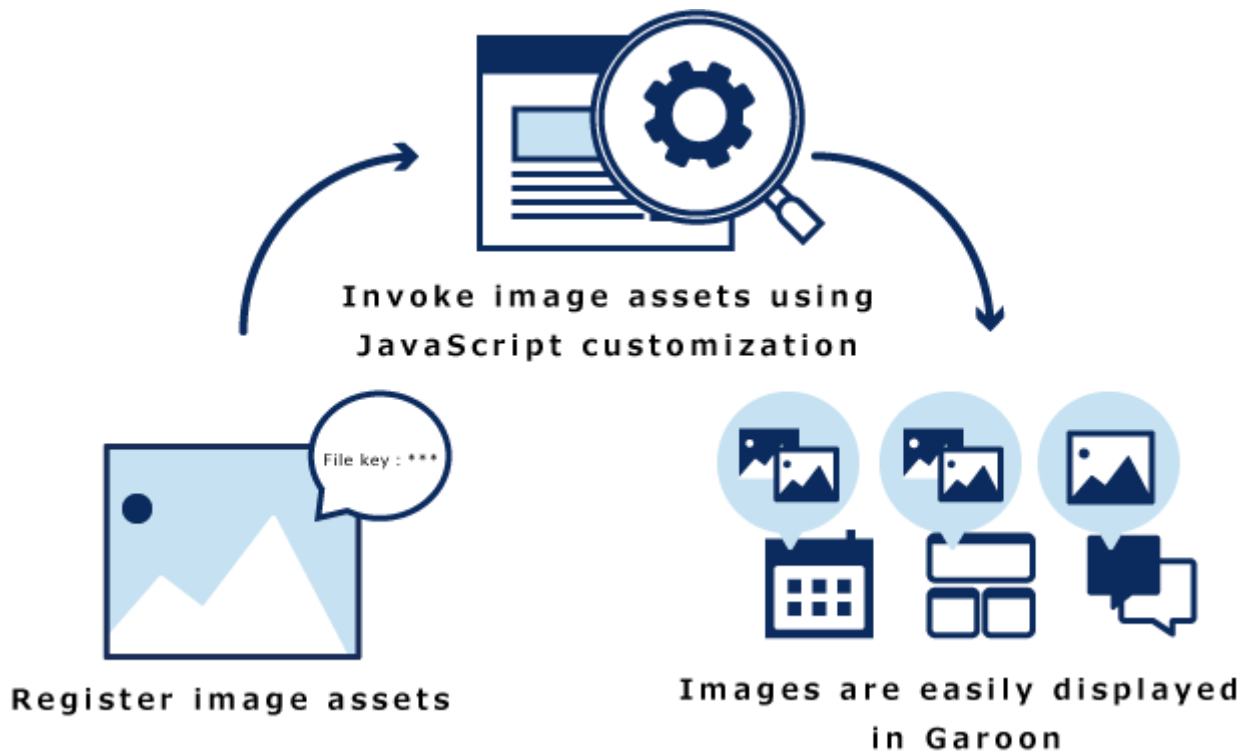 Invoke image assets using
JavaScript customization
File key : ***
Register image assets
Images are easily displayed
in Garoon